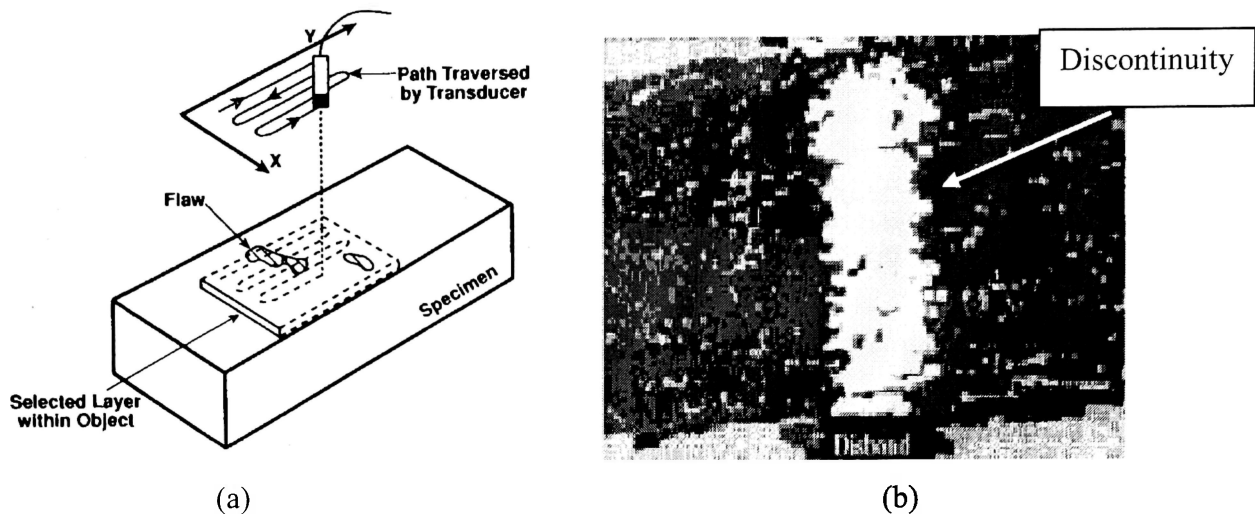 Y
Path Traversed
by Transducer
X
Flaw
Specimen
Selected Layer
within Object
(a)
Discontinuity
Disbond
(b)